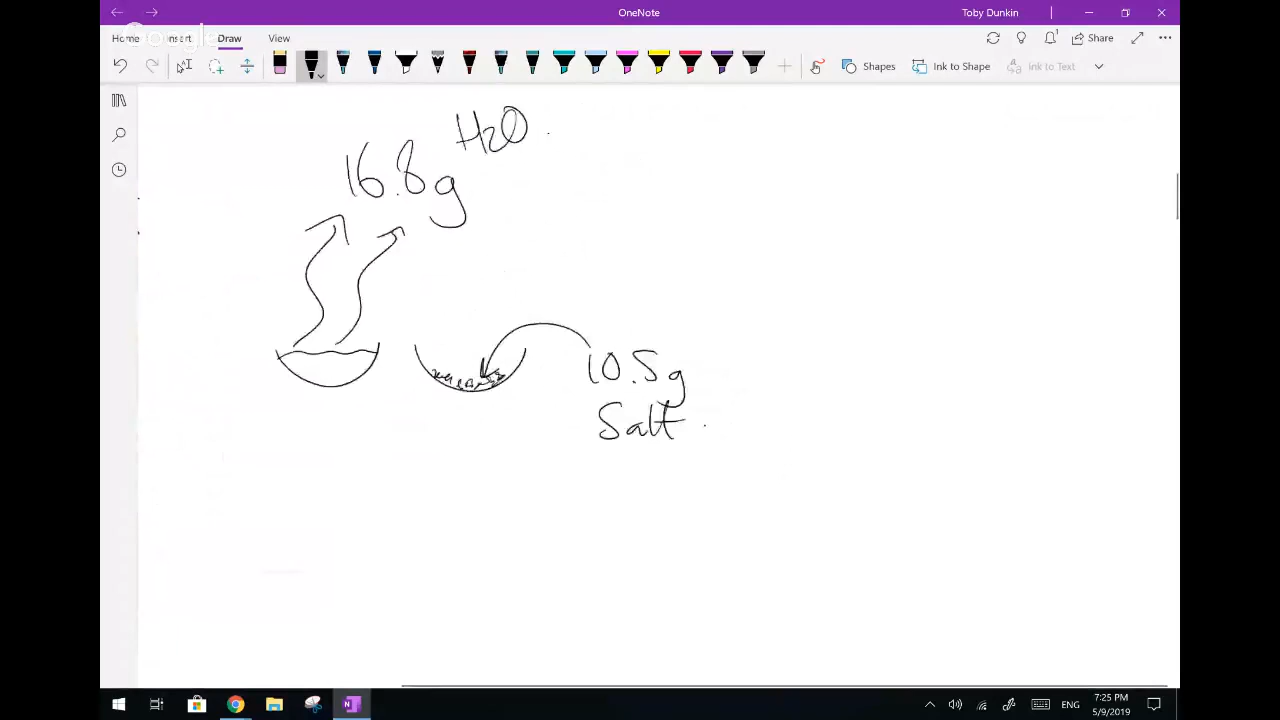 OneNote
Toby Dunkin
Home
Insert
Draw
View
Google
Share
Shapes
Ink to Shape
Ink to Text
H2O.
16.8g
10.5g
Salt.
ENG
7:25 PM
5/9/2019